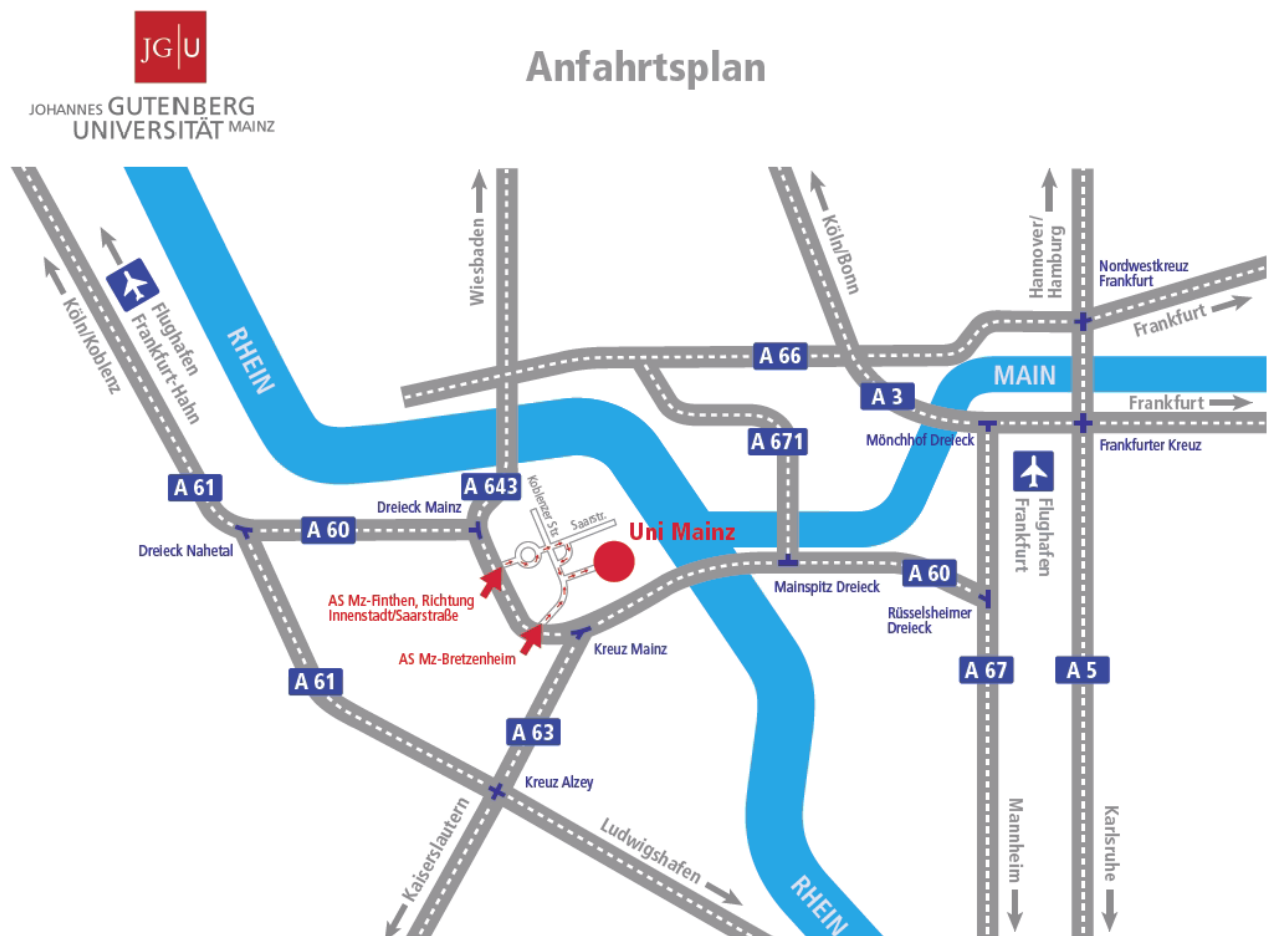 JG|U
JOHANNES GUTENBERG
UNIVERSITÄT MAINZ
Anfahrtsplan
Köln/Koblenz
Flughafen
Frankfurt-Hahn
RHEIN
Wiesbaden
Köln/Bonn
Hannover/
Hamburg
Nordwestkreuz
Frankfurt
Frankfurt
A 66
MAIN
A 3
Frankfurt
Mönchhof Dreieck
Frankfurter Kreuz
A 671
A 61
A 643
Dreieck Mainz
Koblenzer Str.
Saarstr.
Flughafen
Frankfurt
A 60
Uni Mainz
Dreieck Nahetal
Mainspitz Dreieck
A 60
AS Mz-Finthen, Richtung
Innenstadt/Saarstraße
Rüsselsheimer
Dreieck
AS Mz-Bretzenheim
Kreuz Mainz
A 61
A 67
A 5
A 63
Kreuz Alzey
Kaiserslautern
Ludwigshafen
RHEIN
Mannheim
Karlsruhe